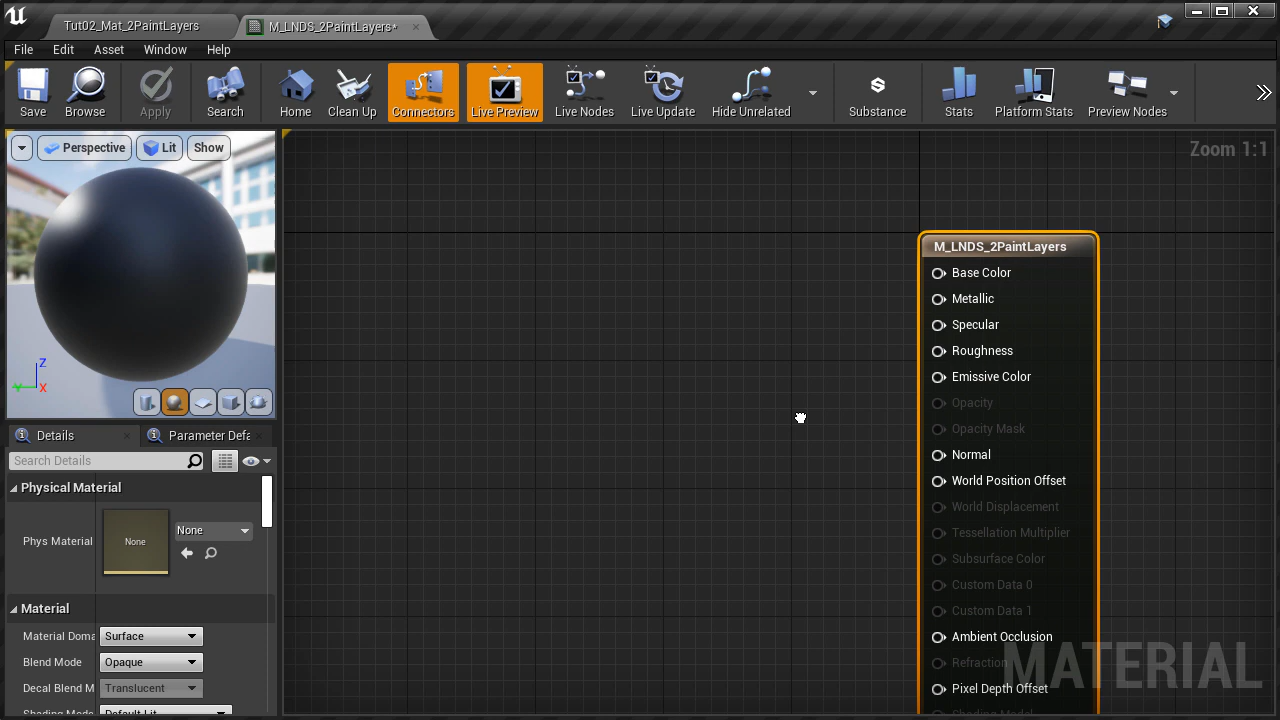 Tut02_Mat_2PaintLayers
M_LNDS_2PaintLayers*
File Edit Asset Window Help
Save Browse Apply Search Home Clean Up Connectors Live Preview Live Nodes Live Update Hide Unrelated Substance Stats Platform Stats Preview Nodes
Perspective Lit Show
Zoom 1:1
Z
Y X
Details
Parameter Defa
Search Details
Physical Material
Phys Material
None
None
Material
Material Doma
Surface
Blend Mode
Opaque
Decal Blend M
Translucent
Shading Mode
Default Lit
M_LNDS_2PaintLayers
Base Color
Metallic
Specular
Roughness
Emissive Color
Opacity
Opacity Mask
Normal
World Position Offset
World Displacement
Tessellation Multiplier
Subsurface Color
Custom Data 0
Custom Data 1
Ambient Occlusion
Refraction
Pixel Depth Offset
Shading Model
MATERIAL